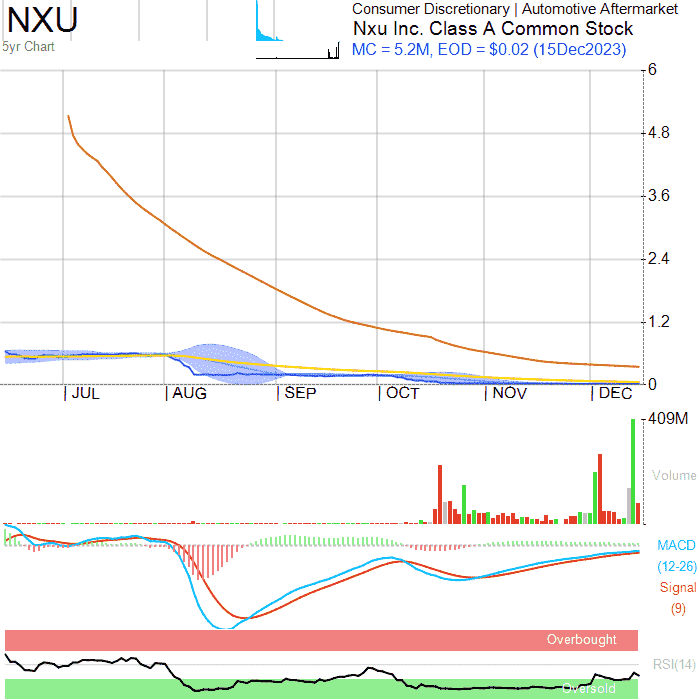 NXU
5yr Chart
Consumer Discretionary | Automotive Aftermarket
Nxu Inc. Class A Common Stock
MC = 5.2M, EOD = $0.02 (15Dec2023)
6
4.8
3.6
2.4
1.2
0
| JUL | AUG | SEP | OCT | NOV | DEC
409M
Volume
MACD
(12-26)
Signal
(9)
Overbought
RSI(14)
Oversold